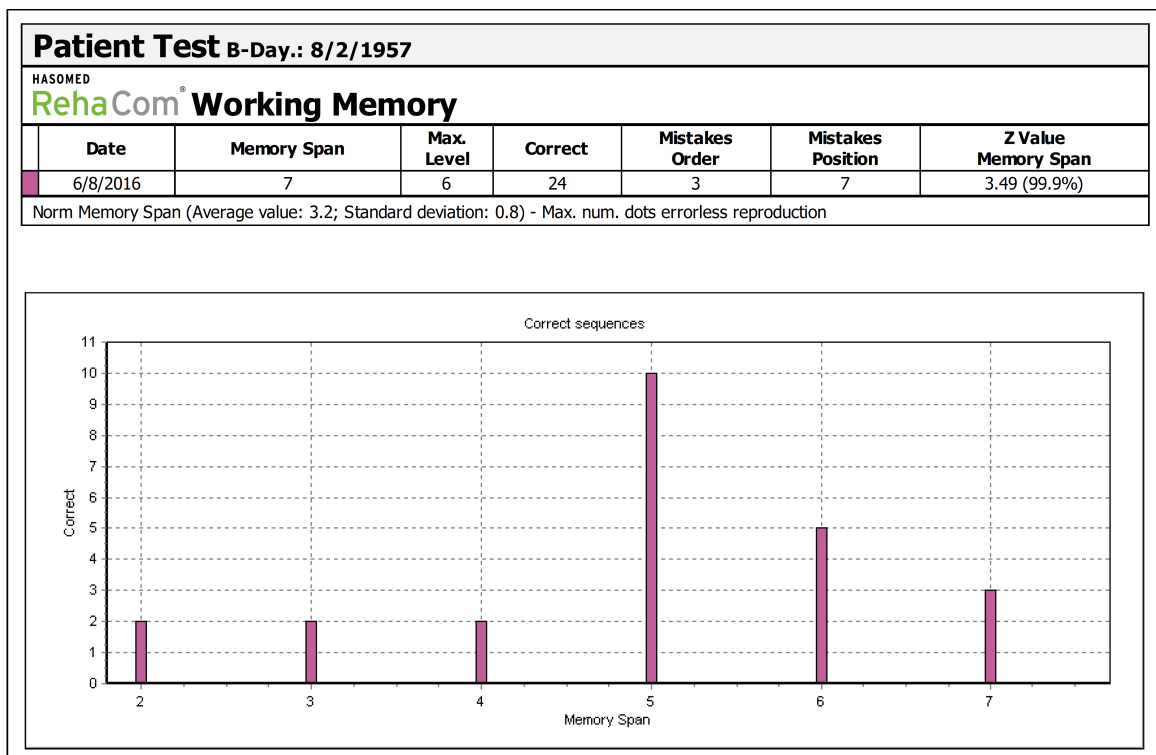 Patient Test B-Day.: 8/2/1957
HASOMED
RehaCom® Working Memory
Date Memory Span Max. Level Correct Mistakes Order Mistakes Position Z Value Memory Span
6/8/2016 7 6 24 3 7 3.49 (99.9%)
Norm Memory Span (Average value: 3.2; Standard deviation: 0.8) - Max. num. dots errorless reproduction
Correct sequences
11
10
9
8
7
6
5
4
3
2
1
0
Correct
2 3 4 5 6 7
Memory Span